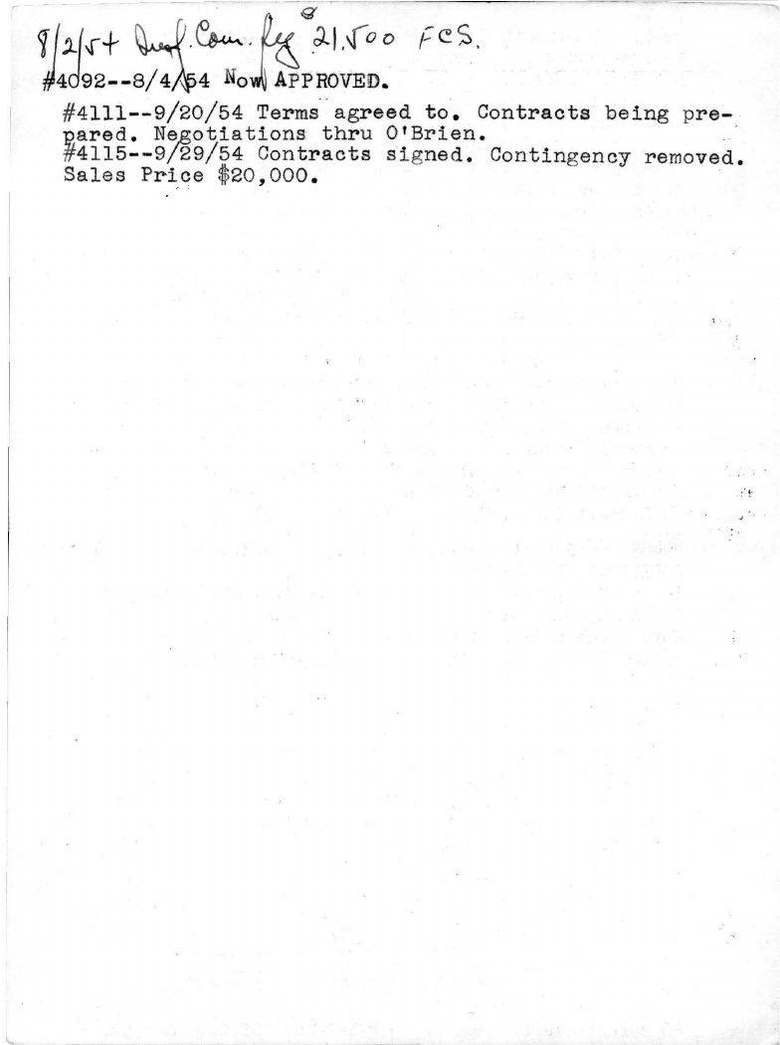 8/2/54 Com. 21,500 FCS.
#4092--8/4/54 Now APPROVED.
#4111--9/20/54 Terms agreed to. Contracts being pre-
pared. Negotiations thru O'Brien.
#4115--9/29/54 Contracts signed. Contingency removed.
Sales Price $20,000.